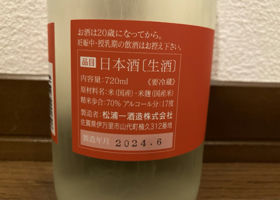 お酒は20歳になってから。
妊娠中・授乳期の飲酒はお控え下さい。
品目 日本酒［生酒］
内容量：720ml 《要冷蔵》
原材料名：米（国産）・米麹（国産米）
精米歩合：70% アルコール分：17度
製造者：松浦一酒造株式会社
佐賀県伊万里市山代町楠久312番地
製造年月 2024.6